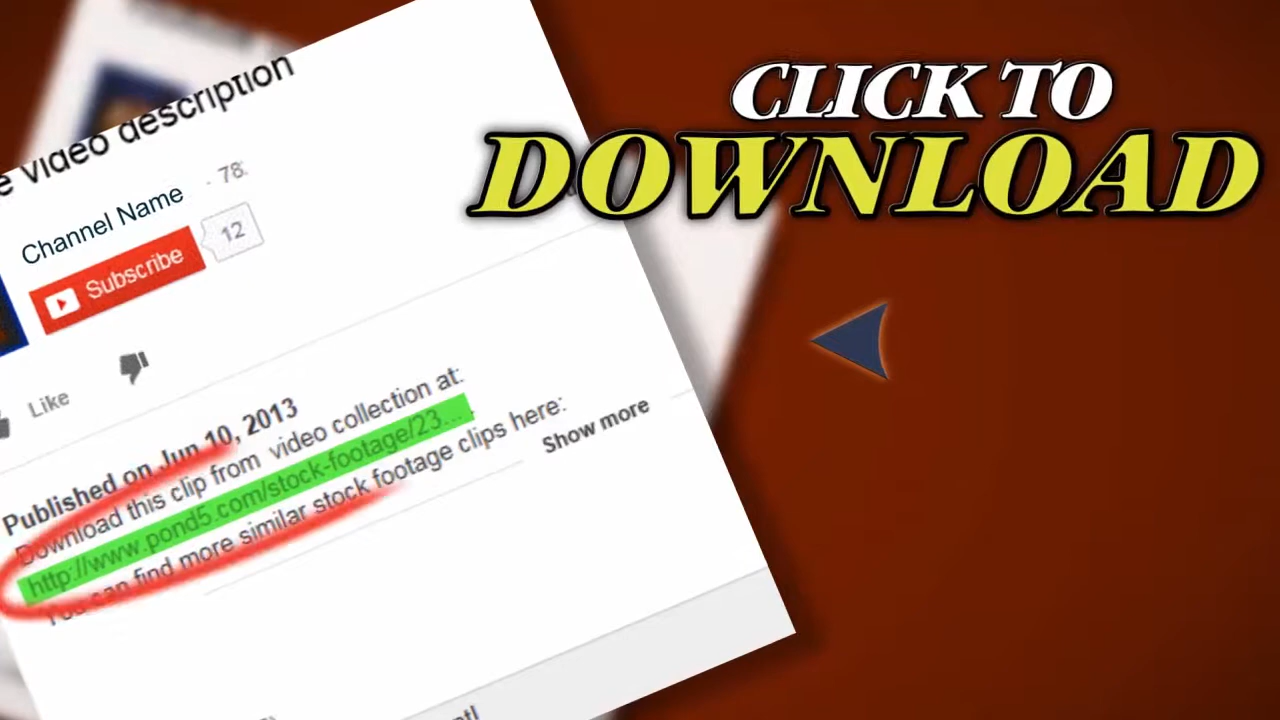 CLICK TO
DOWNLOAD
e video description
Channel Name
78
Subscribe
12
Like
Published on Jun 10, 2013
Download this clip from video collection at:
http://www.pond5.com/stock-footage/23...
You can find more similar stock footage clips here:
Show more